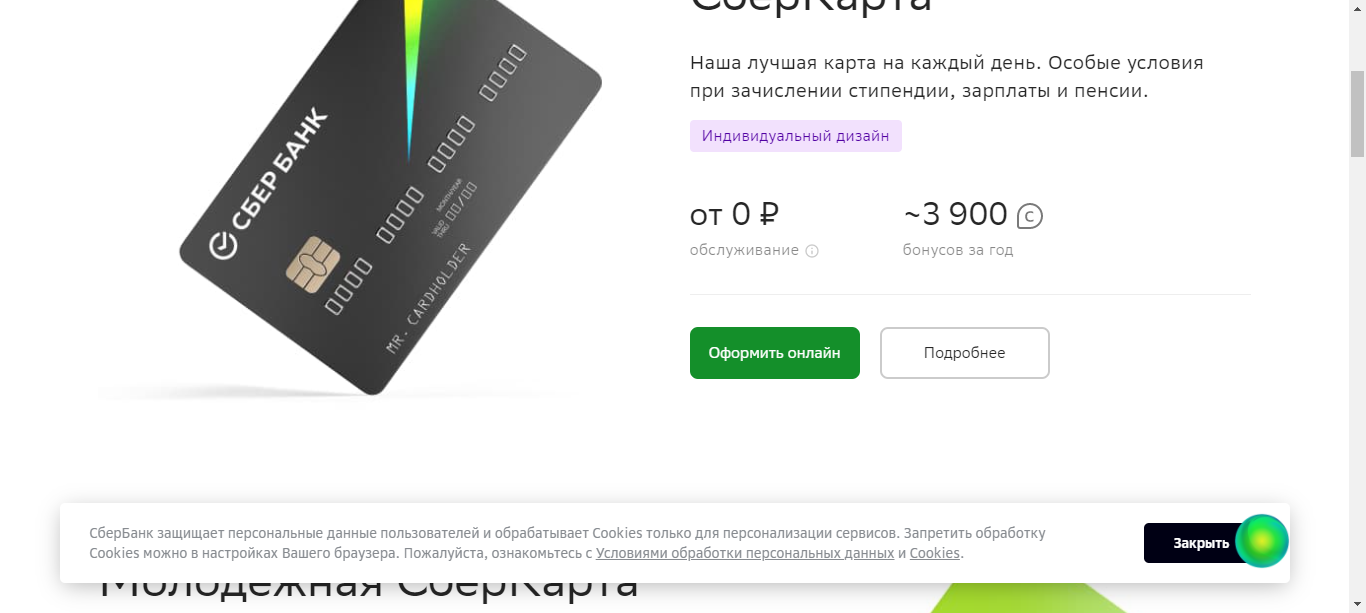 СберКарта
Наша лучшая карта на каждый день. Особые условия
при зачислении стипендии, зарплаты и пенсии.
Индивидуальный дизайн
от 0 ₽
обслуживание
~3 900 С
бонусов за год
Оформить онлайн
Подробнее
СБЕР БАНК
0000 0000 0000 0000
MONTH/YEAR
VALID
THRU 00/00
MR. CARDHOLDER
СберБанк защищает персональные данные пользователей и обрабатывает Cookies только для персонализации сервисов. Запретить обработку
Cookies можно в настройках Вашего браузера. Пожалуйста, ознакомьтесь с Условиями обработки персональных данных и Cookies.
Закрыть
Молодёжная СберКарта